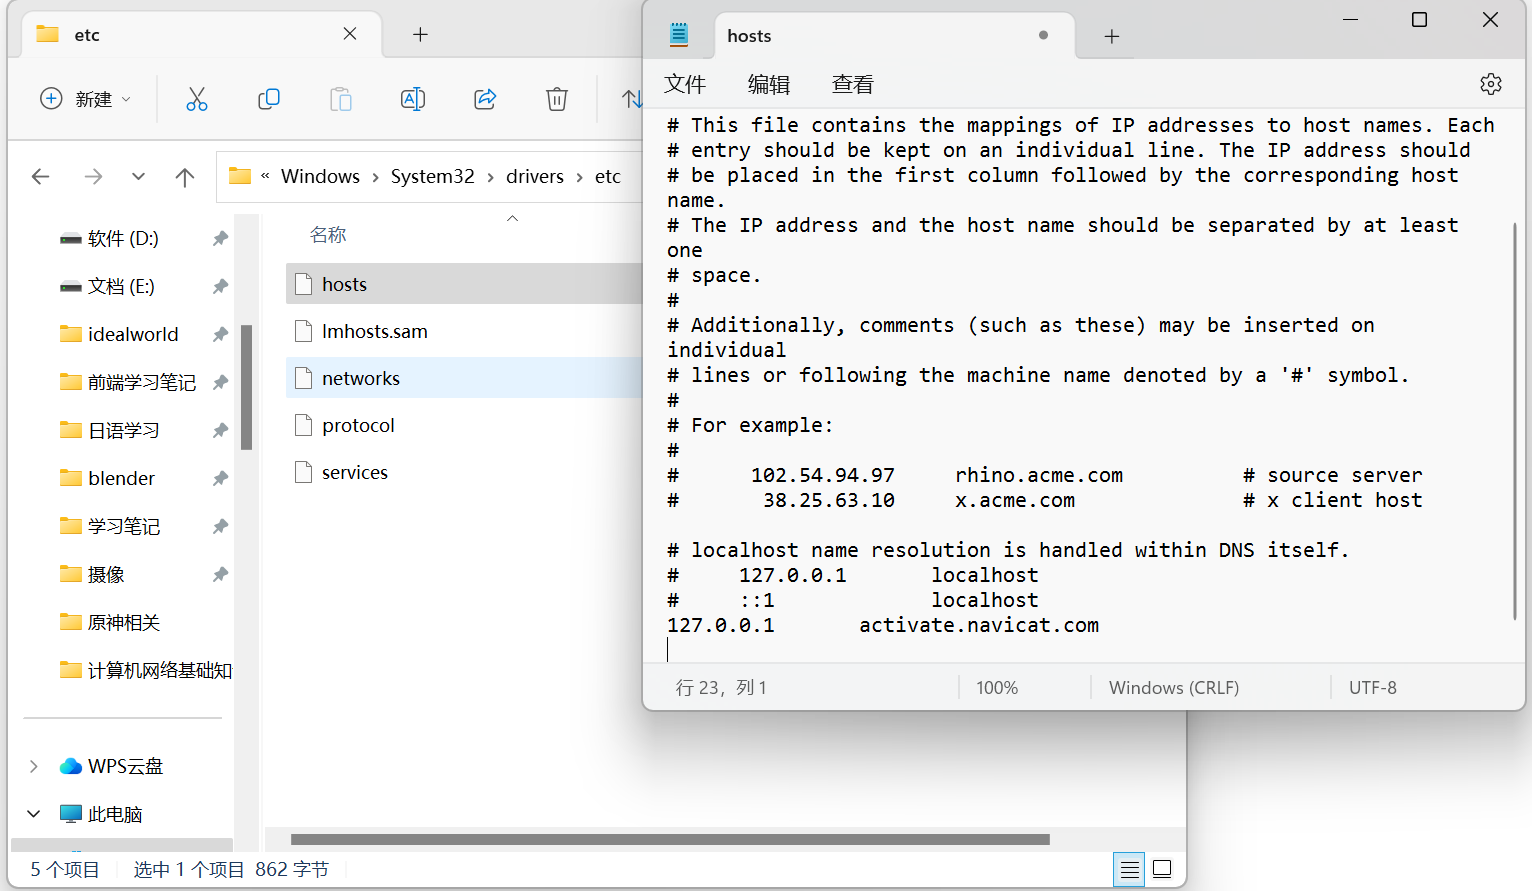 etc
hosts
新建
文件 编辑 查看
« Windows > System32 > drivers > etc
软件 (D:)
文档 (E:)
idealworld
前端学习笔记
日语学习
blender
学习笔记
摄像
原神相关
计算机网络基础知
WPS云盘
此电脑
名称
hosts
lmhosts.sam
networks
protocol
services
5 个项目 选中 1 个项目 862 字节
# This file contains the mappings of IP addresses to host names. Each
# entry should be kept on an individual line. The IP address should
# be placed in the first column followed by the corresponding host
name.
# The IP address and the host name should be separated by at least
one
# space.
#
# Additionally, comments (such as these) may be inserted on
individual
# lines or following the machine name denoted by a '#' symbol.
#
# For example:
#
#      102.54.94.97     rhino.acme.com          # source server
#       38.25.63.10     x.acme.com              # x client host
# localhost name resolution is handled within DNS itself.
#     127.0.0.1       localhost
#     ::1             localhost
127.0.0.1       activate.navicat.com
行 23，列 1 100% Windows (CRLF) UTF-8